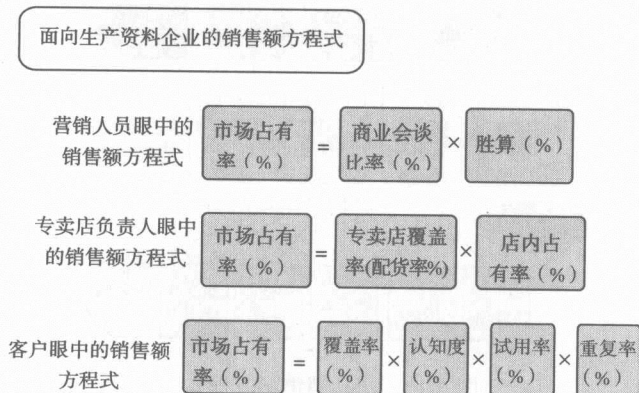 面向生产资料企业的销售额方程式
营销人员眼中的
销售额方程式
市场占有
率（%）
=
商业会谈
比率（%）
×
胜算（%）
专卖店负责人眼中
的销售额方程式
市场占有
率（%）
=
专卖店覆盖
率(配货率%)
×
店内占
有率（%）
客户眼中的销售额
方程式
市场占有
率（%）
=
覆盖率
（%）
×
认知度
（%）
×
试用率
（%）
×
重复率
（%）